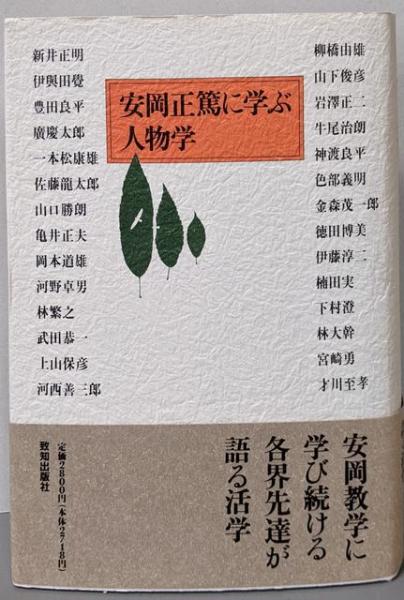 安岡正篤に学ぶ
人物学
新井正明
伊與田覺
豊田良平
廣慶太郎
一本松康雄
佐藤龍太郎
山口勝朗
亀井正夫
岡本道雄
河野卓男
林繁之
武田恭一
上山保彦
河西善三郎
柳橋由雄
山下俊彦
岩澤正二
牛尾治朗
神渡良平
色部義明
金森茂一郎
徳田博美
伊藤淳二
楠田実
下村澄
林大幹
宮崎勇
才川至孝
安岡教学に
学び続ける
各界先達が
語る活学
定価2800円(本体2718円)
致知出版社